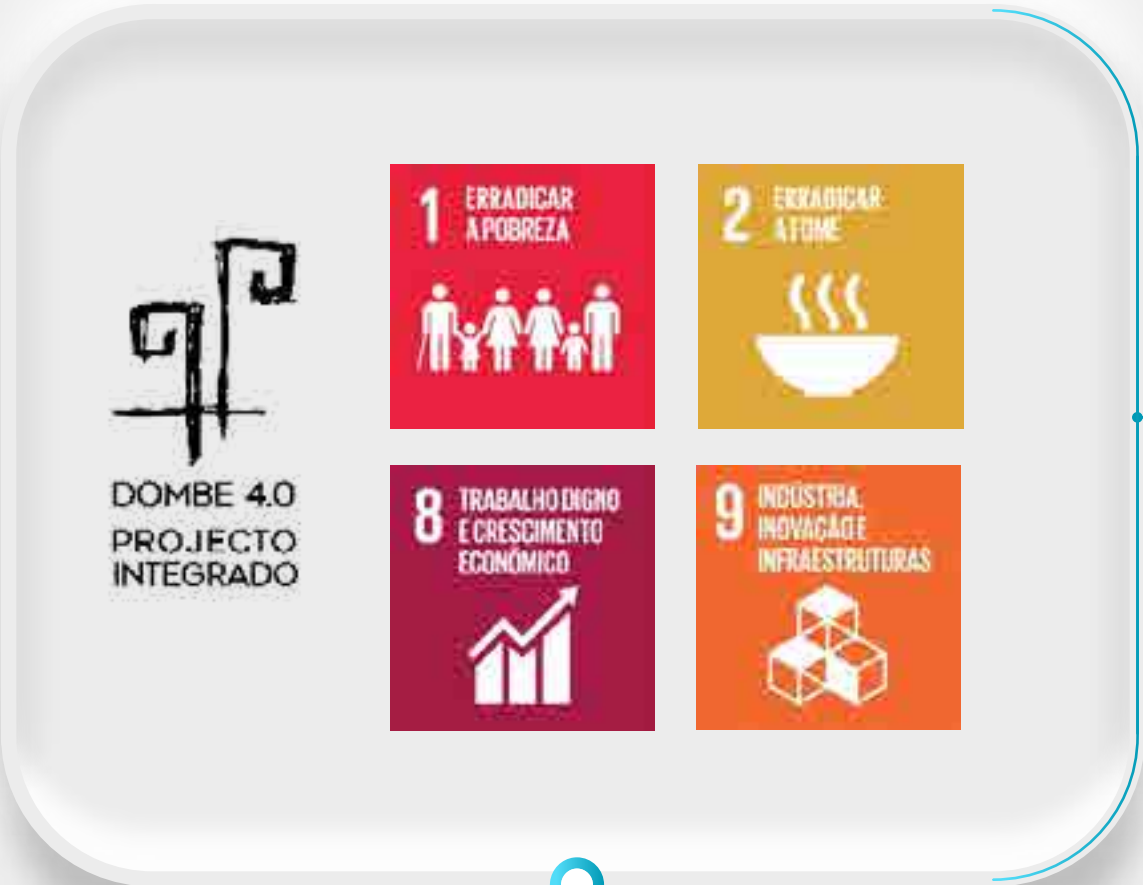 DOMBE 4.0
PROJECTO
INTEGRADO
1 ERRADICAR
A POBREZA
2 ERRADICAR
A FOME
8 TRABALHO DIGNO
E CRESCIMENTO
ECONÓMICO
9 INDÚSTRIA,
INOVAÇÃO E
INFRAESTRUTURAS